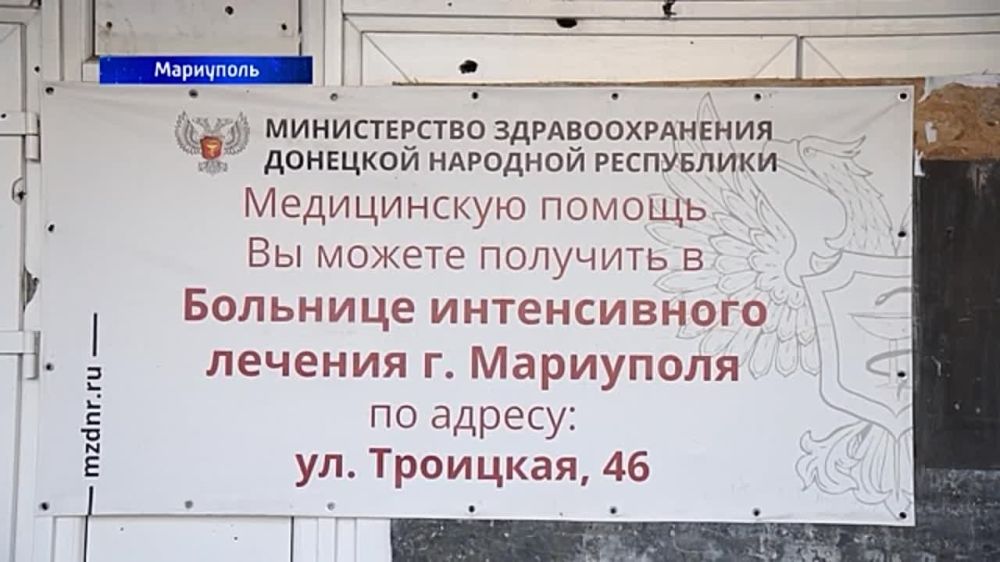 Мариуполь
МИНИСТЕРСТВО ЗДРАВООХРАНЕНИЯ
ДОНЕЦКОЙ НАРОДНОЙ РЕСПУБЛИКИ
Медицинскую помощь
Вы можете получить в
Больнице интенсивного
лечения г. Мариуполя
по адресу:
ул. Троицкая, 46
mzdnr.ru